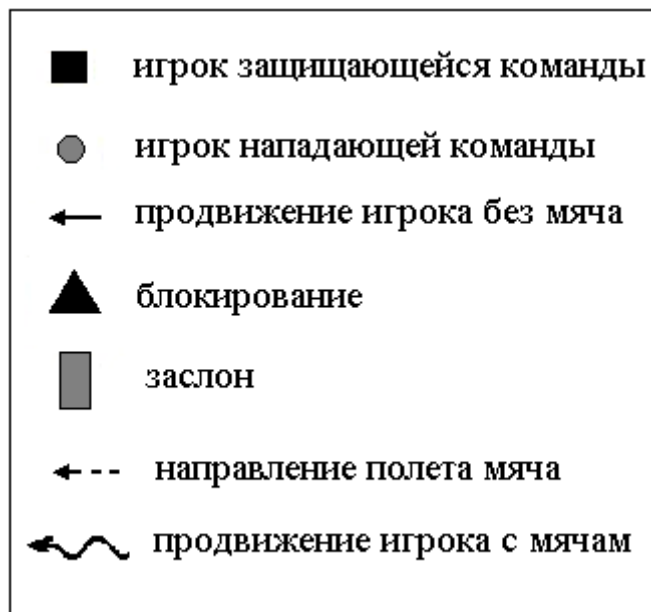 игрок защищающейся команды
игрок нападающей команды
продвижение игрока без мяча
блокирование
заслон
направление полета мяча
продвижение игрока с мячам